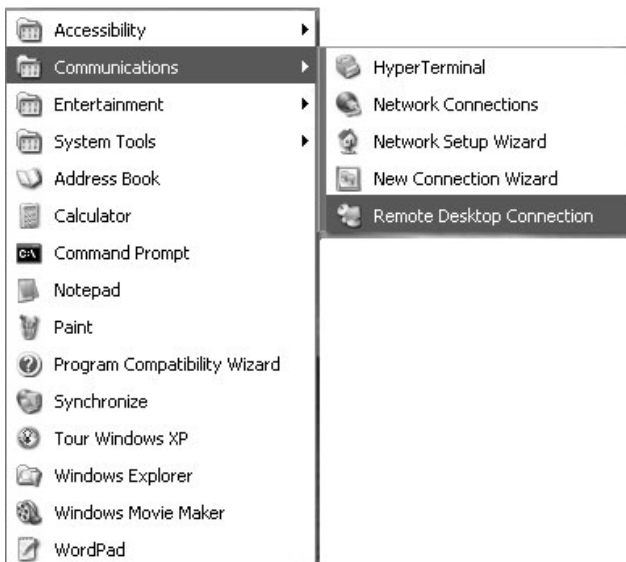 Accessibility
Communications
Entertainment
System Tools
Address Book
Calculator
C:\
Command Prompt
Notepad
Paint
Program Compatibility Wizard
Synchronize
Tour Windows XP
Windows Explorer
Windows Movie Maker
WordPad
HyperTerminal
Network Connections
Network Setup Wizard
New Connection Wizard
Remote Desktop Connection